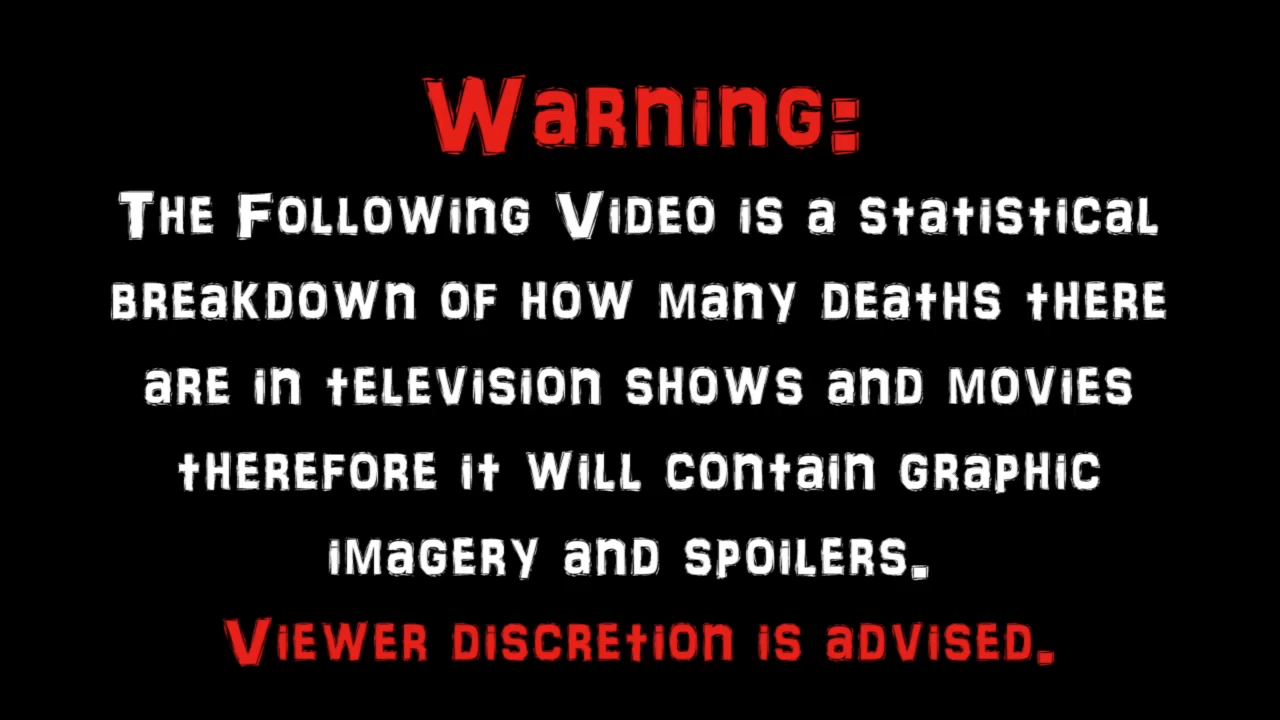 Warning:
The Following Video is a statistical
breakdown of how many deaths there
are in television shows and movies
therefore it will contain graphic
imagery and spoilers.
Viewer discretion is advised.